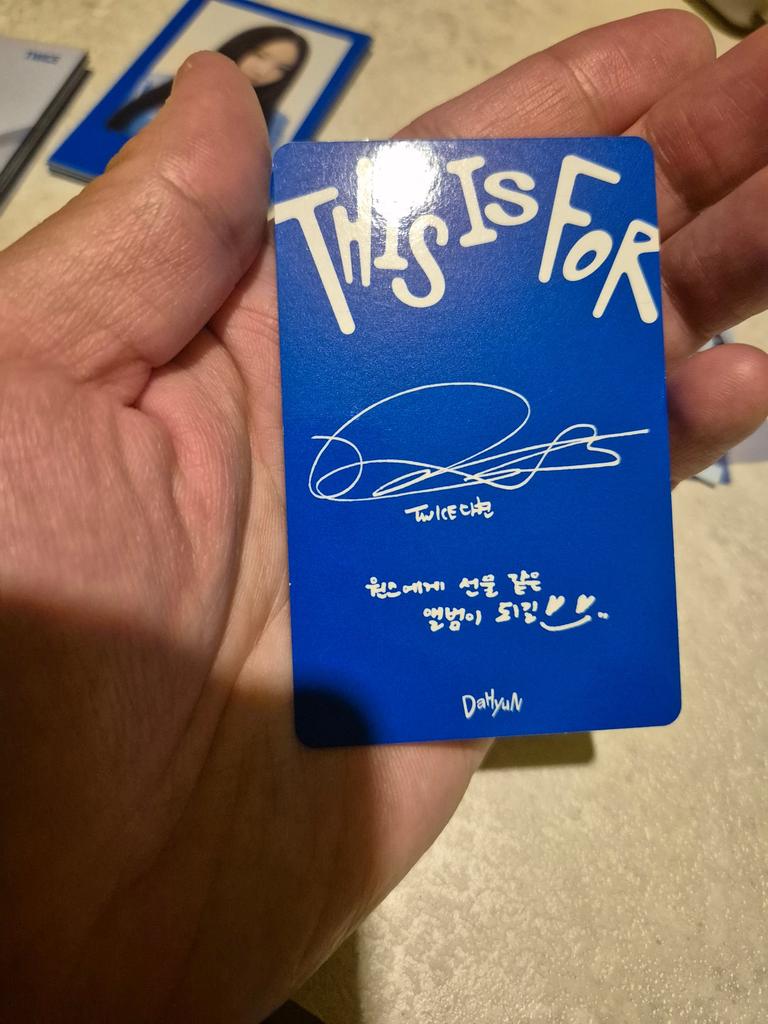 TWICE
THIS IS FOR
TWICE 다현
원스에게 선물 같은
앨범이 되길
DaHyuN